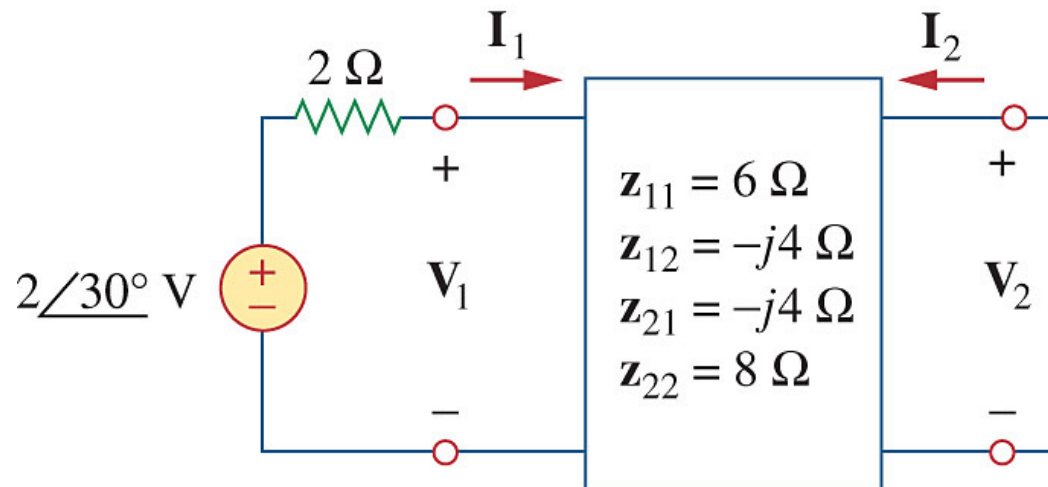 I₁
I₂
2 Ω
+
+
z₁₁ = 6 Ω
z₁₂ = –j4 Ω
z₂₁ = –j4 Ω
z₂₂ = 8 Ω
2/30° V
+
–
V₁
V₂
–
–